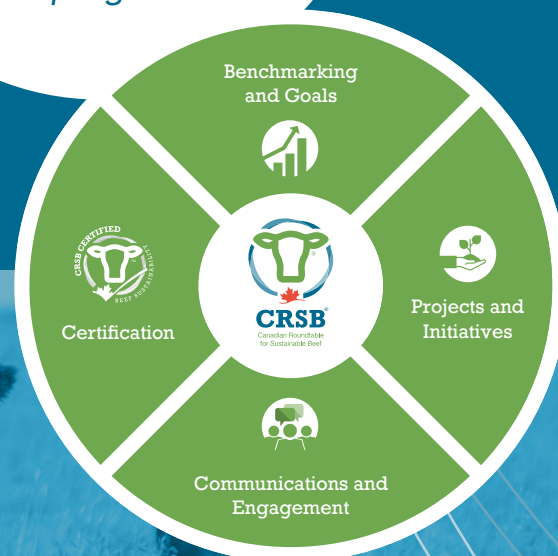 Benchmarking
and Goals
CRSB CERTIFIED
BEEF SUSTAINABILITY
Certification
CRSB®
Canadian Roundtable
for Sustainable Beef
Projects and
Initiatives
Communications and
Engagement